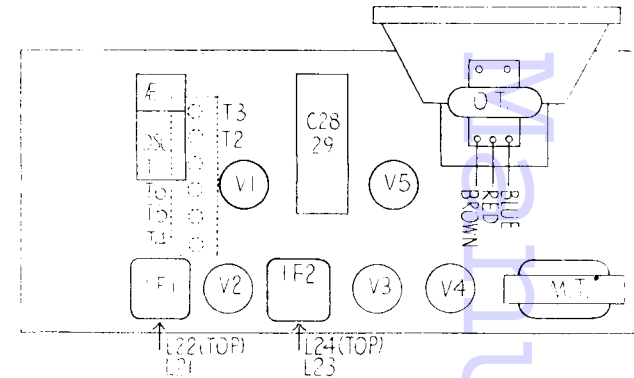 T3
T2
C28
29
O.T.
V1
V5
BROWN
RED
BLUE
IF1
V2
IF2
V3
V4
M.T.
L22(TOP)
L21
L24(TOP)
L23